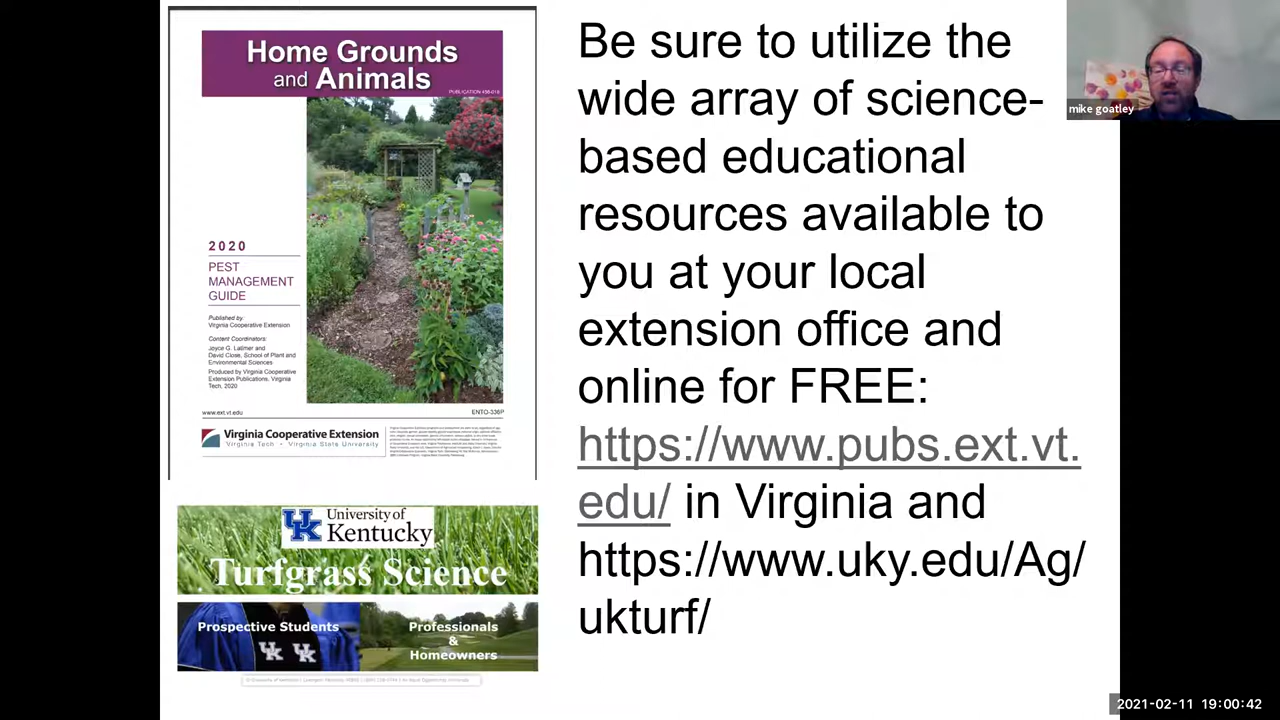 Home Grounds
and Animals
PUBLICATION 456-018
2020
PEST
MANAGEMENT
GUIDE
Published by:
Virginia Cooperative Extension
Content Coordinators:
Joyce G. Latimer and
David Close, School of Plant and
Environmental Sciences
Produced by Virginia Cooperative
Extension Publications, Virginia
Tech, 2020
www.ext.vt.edu
ENTO-336P
Virginia Cooperative Extension
Virginia Tech • Virginia State University
University of
UK Kentucky
Turfgrass Science
Prospective Students
Professionals
&
Homeowners
UK UK
Be sure to utilize the
wide array of science-
based educational
resources available to
you at your local
extension office and
online for FREE:
https://www.pubs.ext.vt.
edu/ in Virginia and
https://www.uky.edu/Ag/
ukturf/
mike goatley
2021-02-11 19:00:42